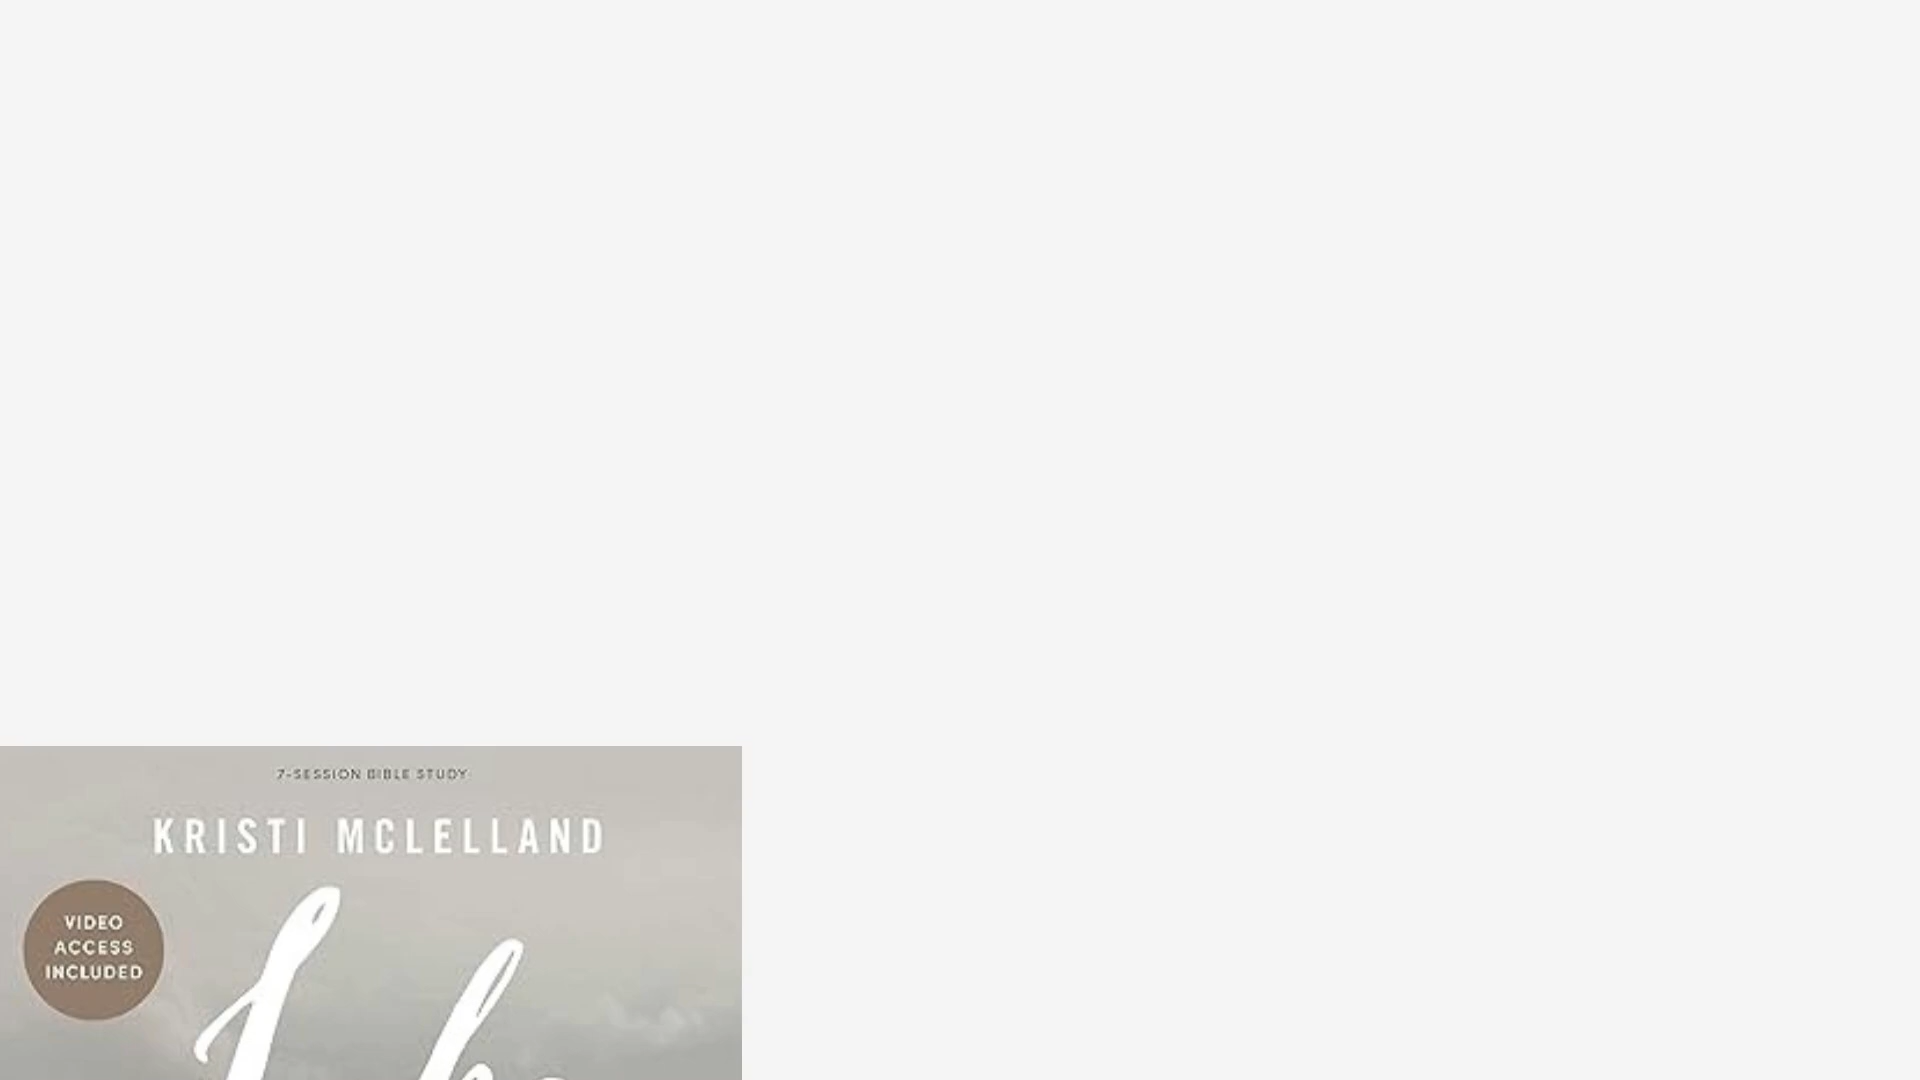 7-SESSION BIBLE STUDY
KRISTI MCLELLAND
VIDEO
ACCESS
INCLUDED